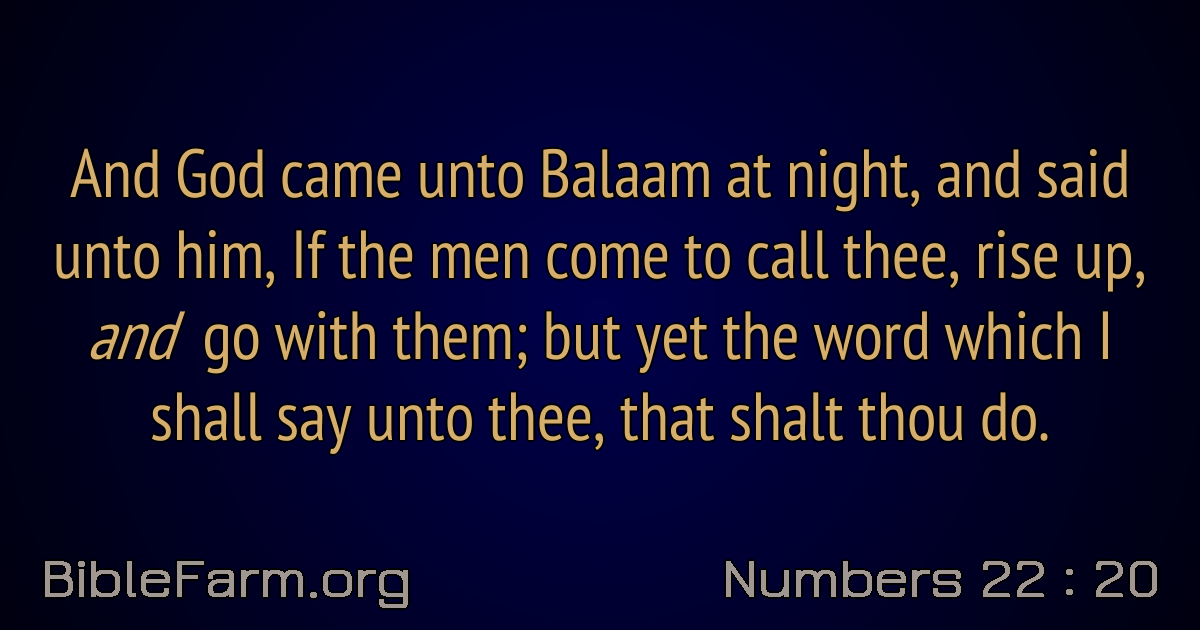 And God came unto Balaam at night, and said
unto him, If the men come to call thee, rise up,
and go with them; but yet the word which I
shall say unto thee, that shalt thou do.
BibleFarm.org
Numbers 22 : 20